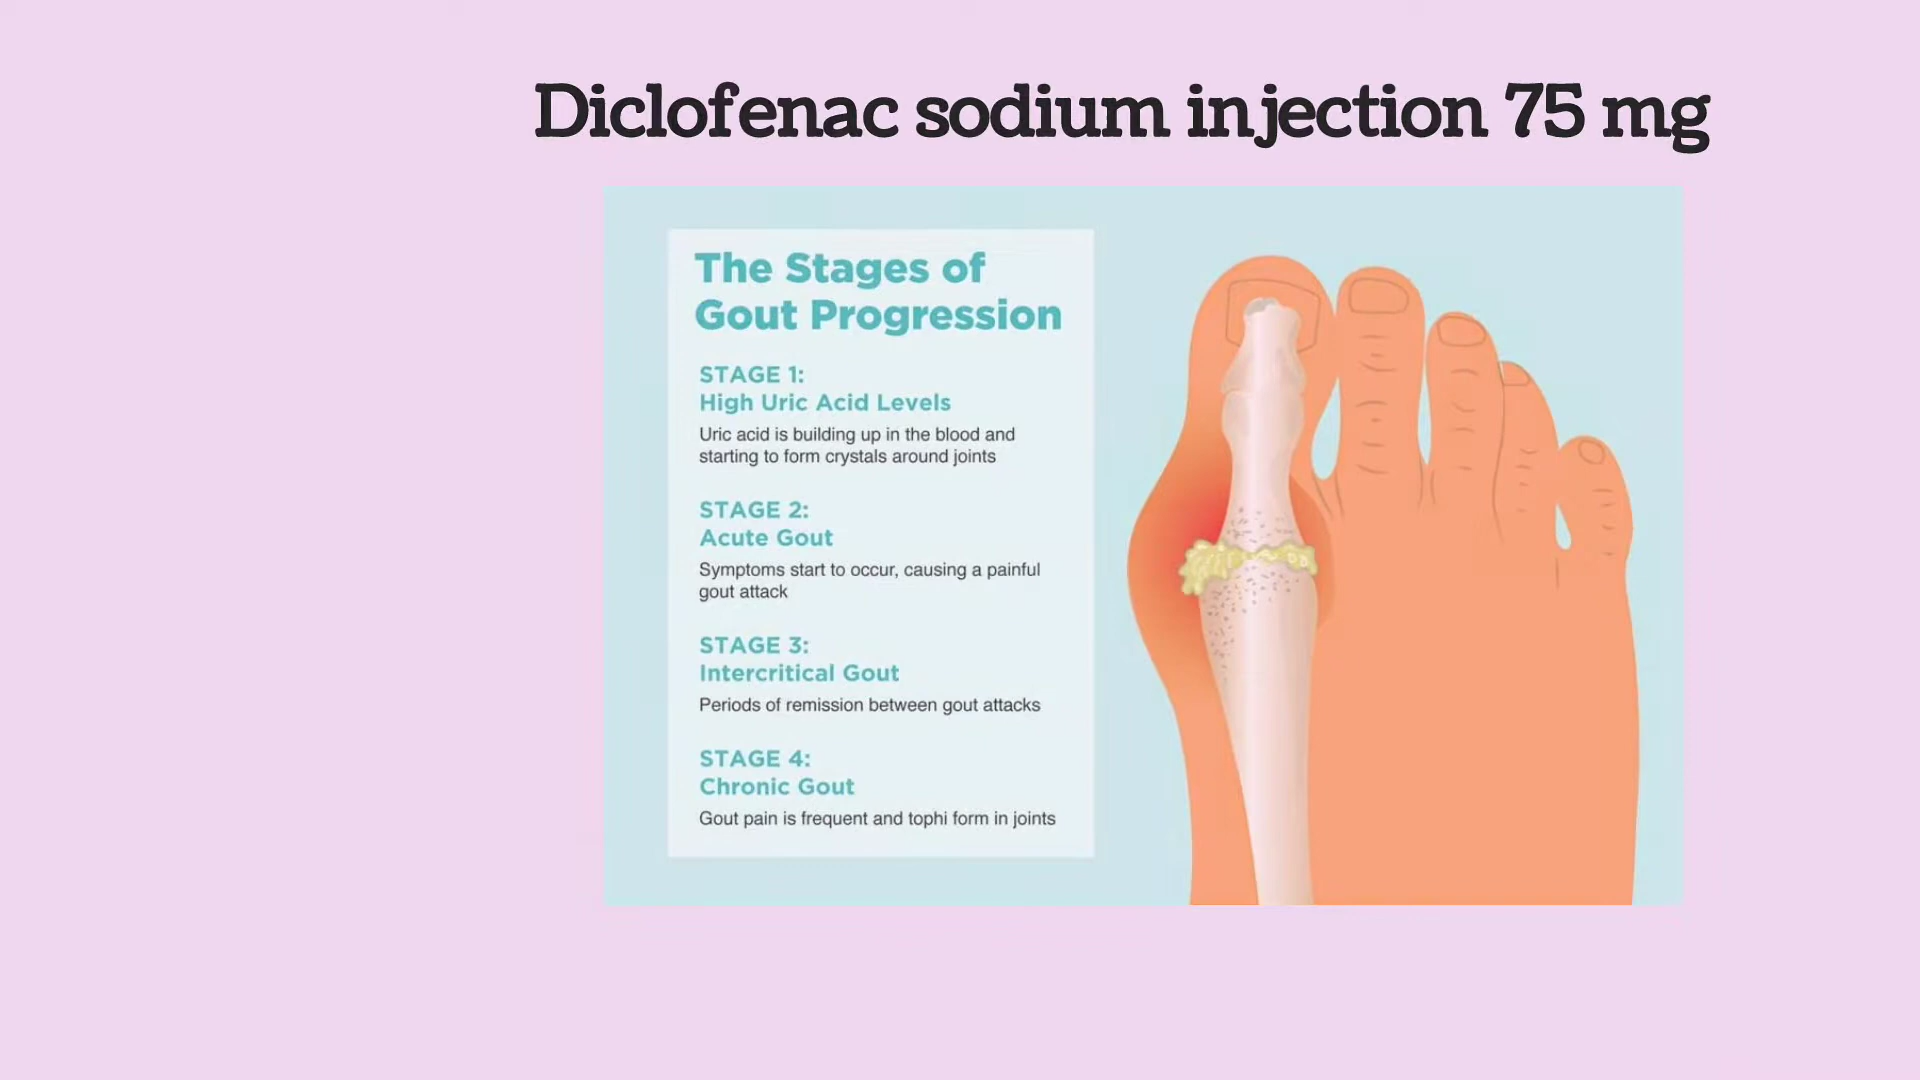 Diclofenac sodium injection 75 mg
The Stages of
Gout Progression
STAGE 1:
High Uric Acid Levels
Uric acid is building up in the blood and
starting to form crystals around joints
STAGE 2:
Acute Gout
Symptoms start to occur, causing a painful
gout attack
STAGE 3:
Intercritical Gout
Periods of remission between gout attacks
STAGE 4:
Chronic Gout
Gout pain is frequent and tophi form in joints